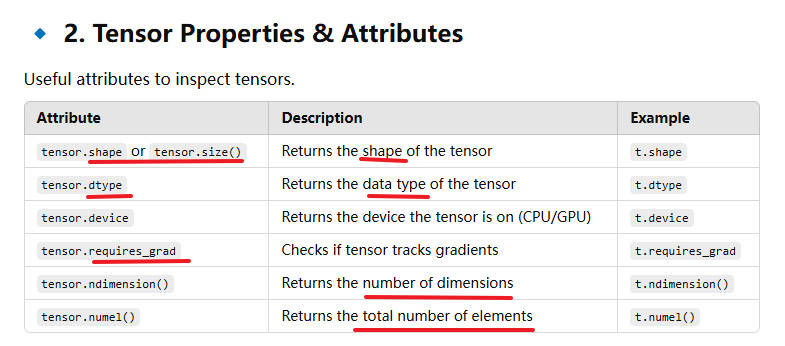 2. Tensor Properties & Attributes
Useful attributes to inspect tensors.
Attribute Description Example
tensor.shape or tensor.size() Returns the shape of the tensor t.shape
tensor.dtype Returns the data type of the tensor t.dtype
tensor.device Returns the device the tensor is on (CPU/GPU) t.device
tensor.requires_grad Checks if tensor tracks gradients t.requires_grad
tensor.ndimension() Returns the number of dimensions t.ndimension()
tensor.numel() Returns the total number of elements t.numel()